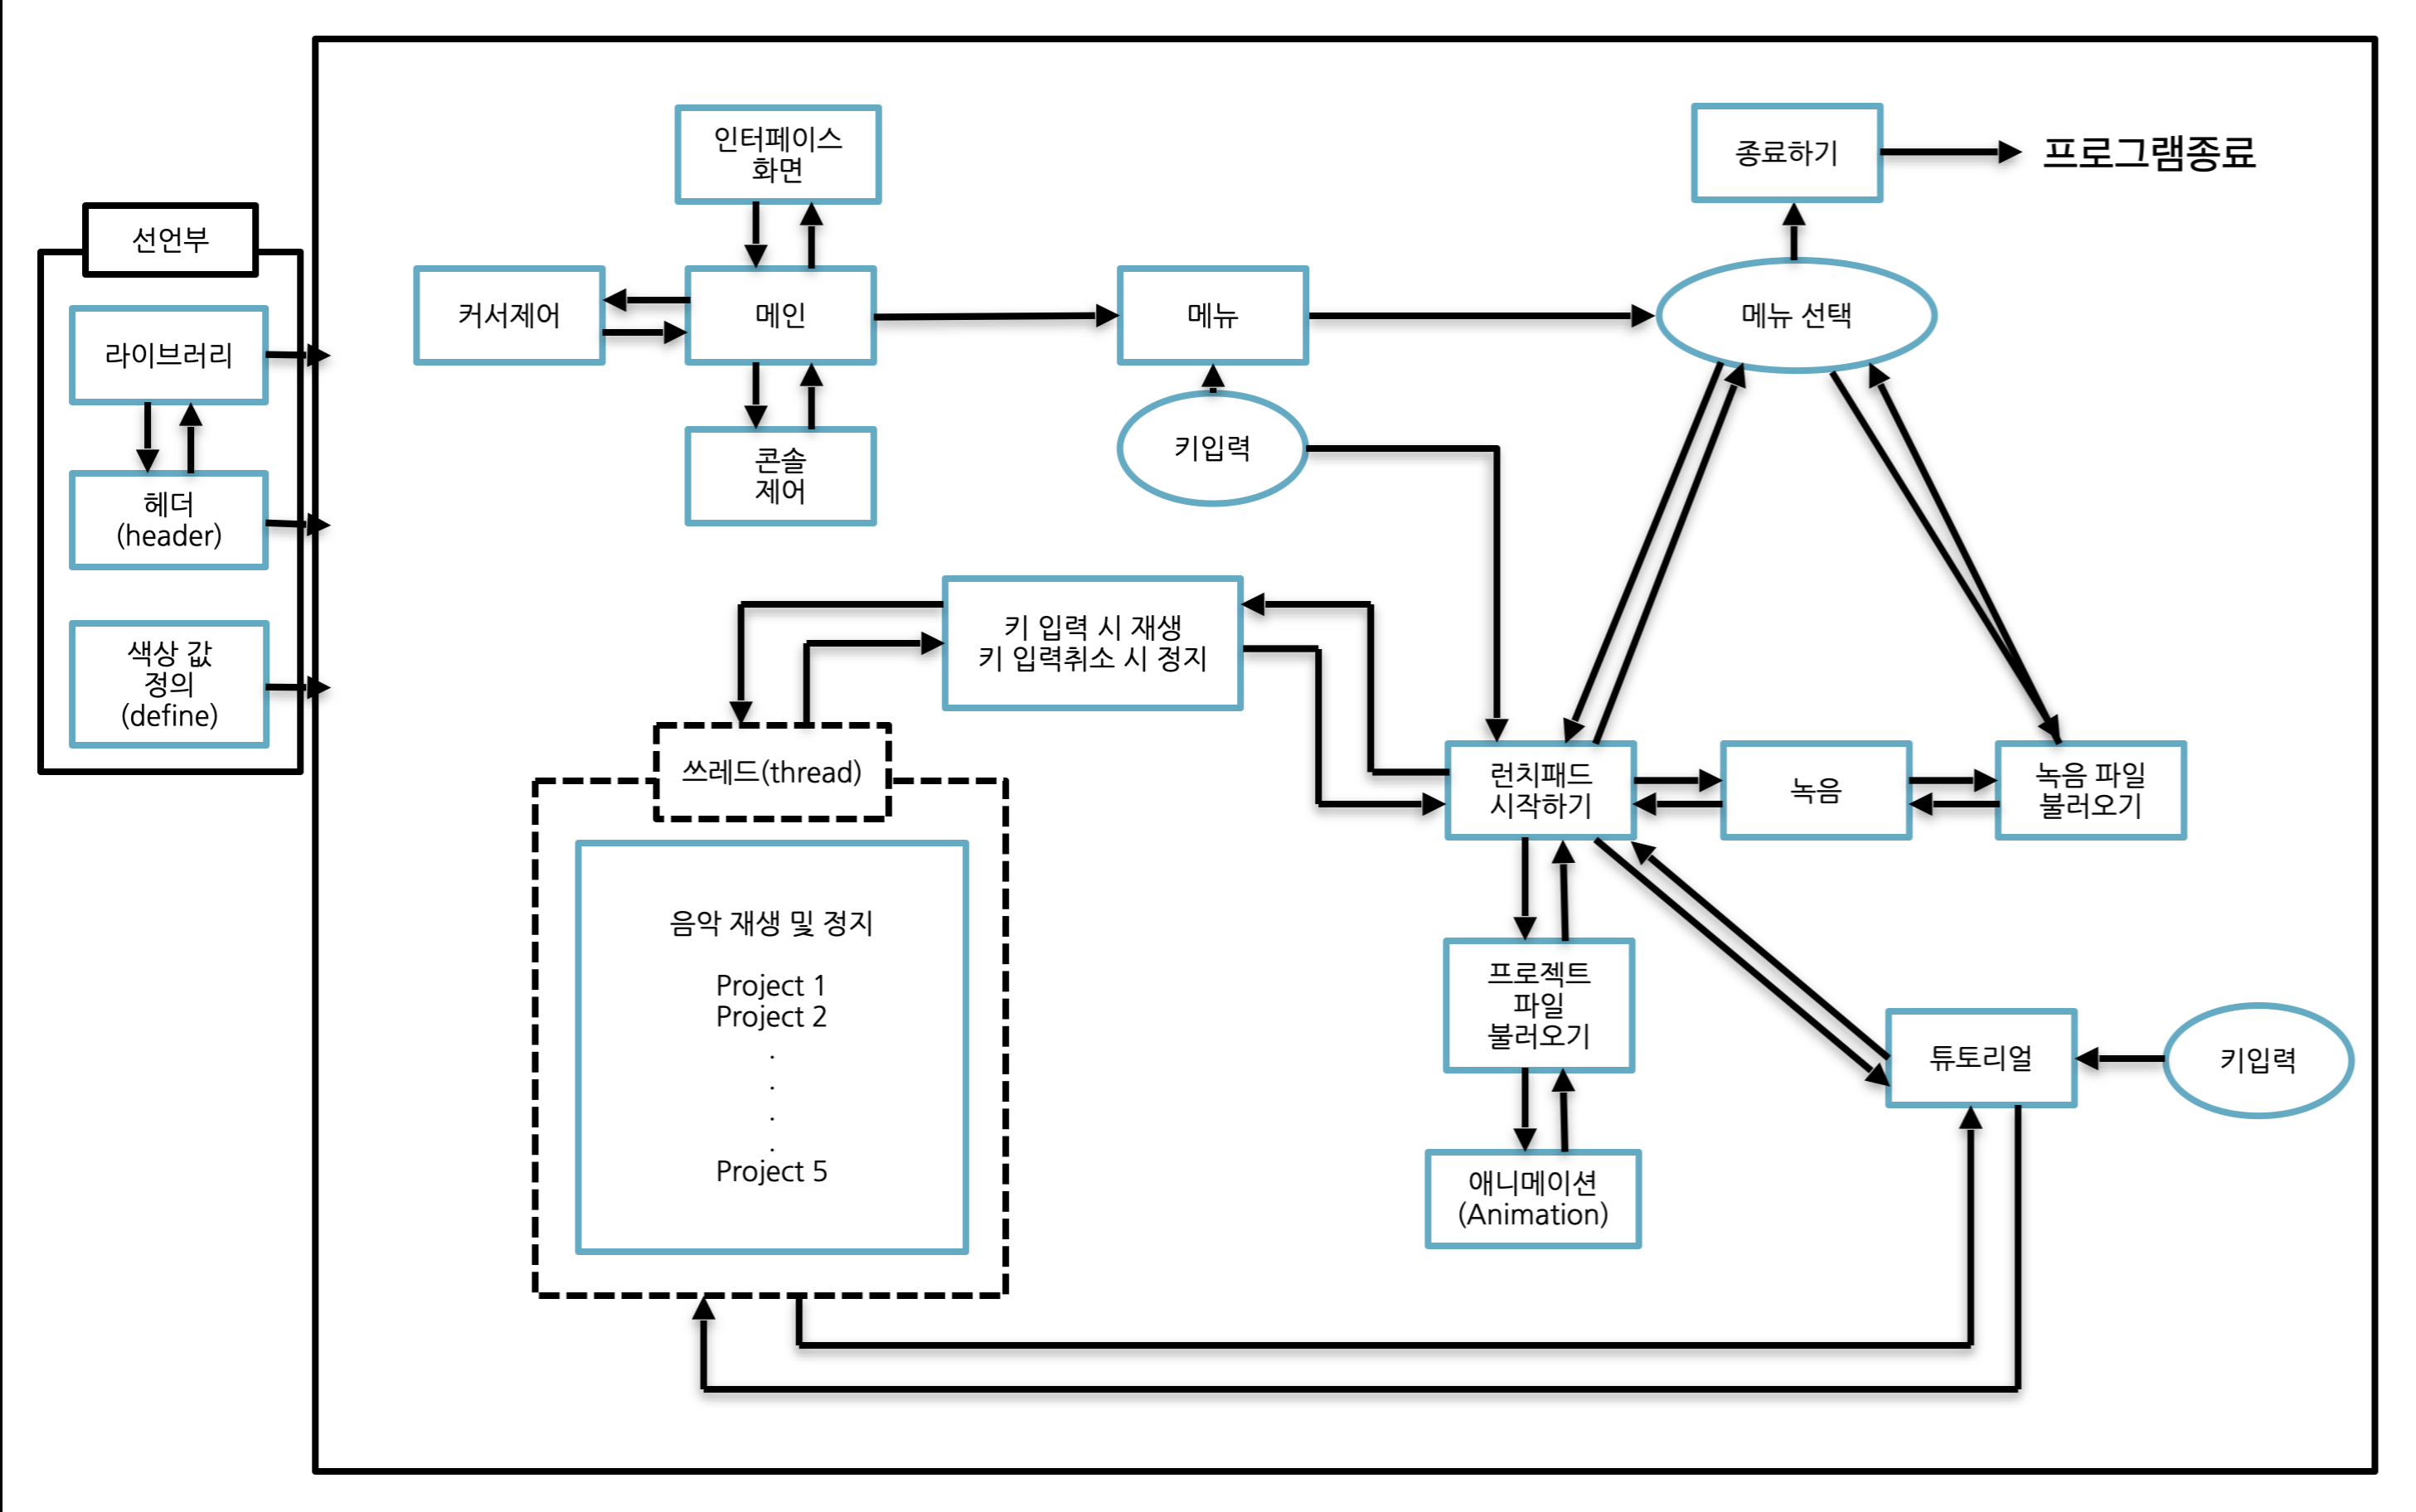 인터페이스
화면
종료하기
프로그램종료
선언부
커서제어
메인
메뉴
메뉴 선택
라이브러리
키입력
콘솔
제어
헤더
(header)
키 입력 시 재생
키 입력취소 시 정지
색상 값
정의
(define)
쓰레드(thread)
런치패드
시작하기
녹음
녹음 파일
불러오기
음악 재생 및 정지
Project 1
Project 2
.
.
.
.
Project 5
프로젝트
파일
불러오기
튜토리얼
키입력
애니메이션
(Animation)